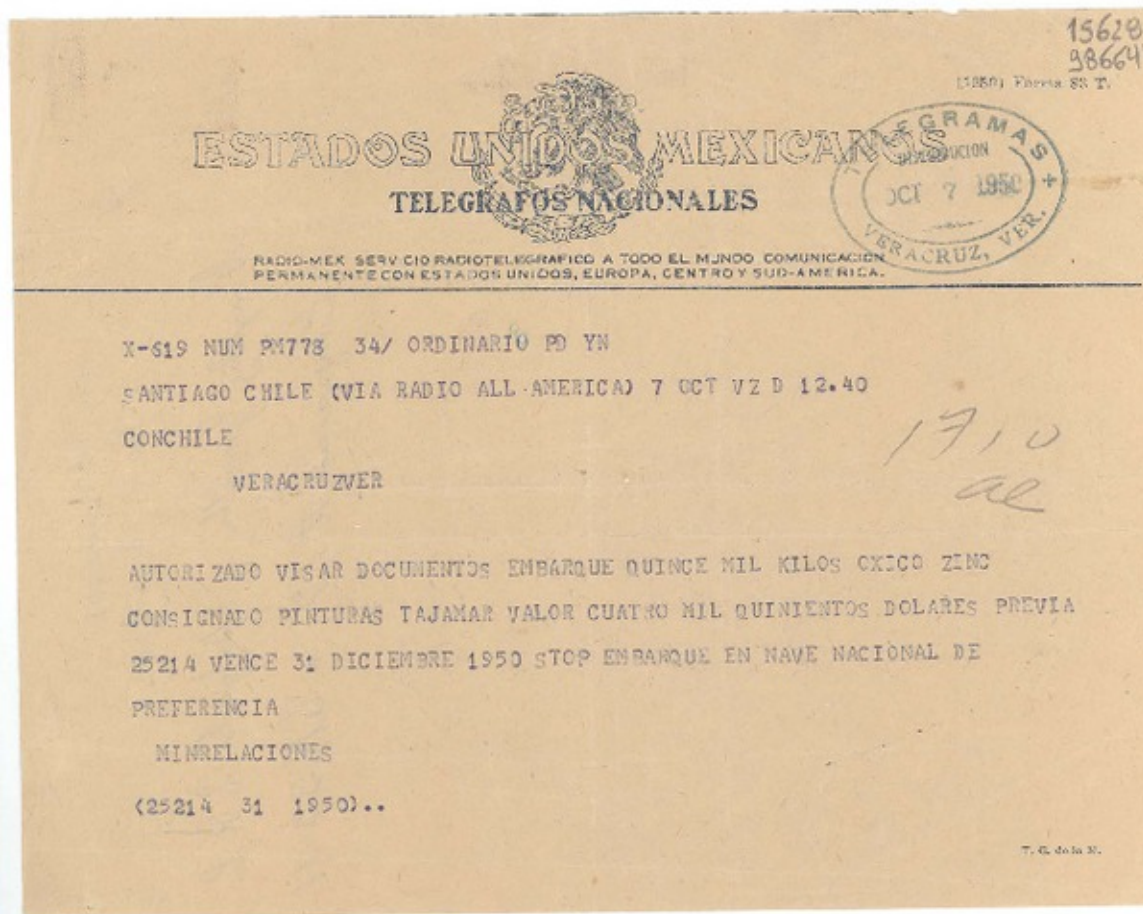 15628
98664
(1950) Forma 83 T.
ESTADOS UNIDOS MEXICANOS
TELEGRAFOS NACIONALES
TELEGRAMAS
DISTRIBUCION
OCT 7 1950
VERACRUZ, VER.
RADIO-MEX SERVICIO RADIOTELEGRAFICO A TODO EL MUNDO COMUNICACION
PERMANENTE CON ESTADOS UNIDOS, EUROPA, CENTRO Y SUD-AMERICA.
X-619 NUM PM778 34/ ORDINARIO PD YN
SANTIAGO CHILE (VIA RADIO ALL AMERICA) 7 OCT VZ D 12.40
CONCHILE
VERACRUZVER
AUTORIZADO VISAR DOCUMENTOS EMBARQUE QUINCE MIL KILOS OXICO ZINC
CONSIGNADO PINTURAS TAJAMAR VALOR CUATRO MIL QUINIENTOS DOLARES PREVIA
25214 VENCE 31 DICIEMBRE 1950 STOP EMBARQUE EN NAVE NACIONAL DE
PREFERENCIA
MINRELACIONES
(25214 31 1950)..
T. G. de la N.